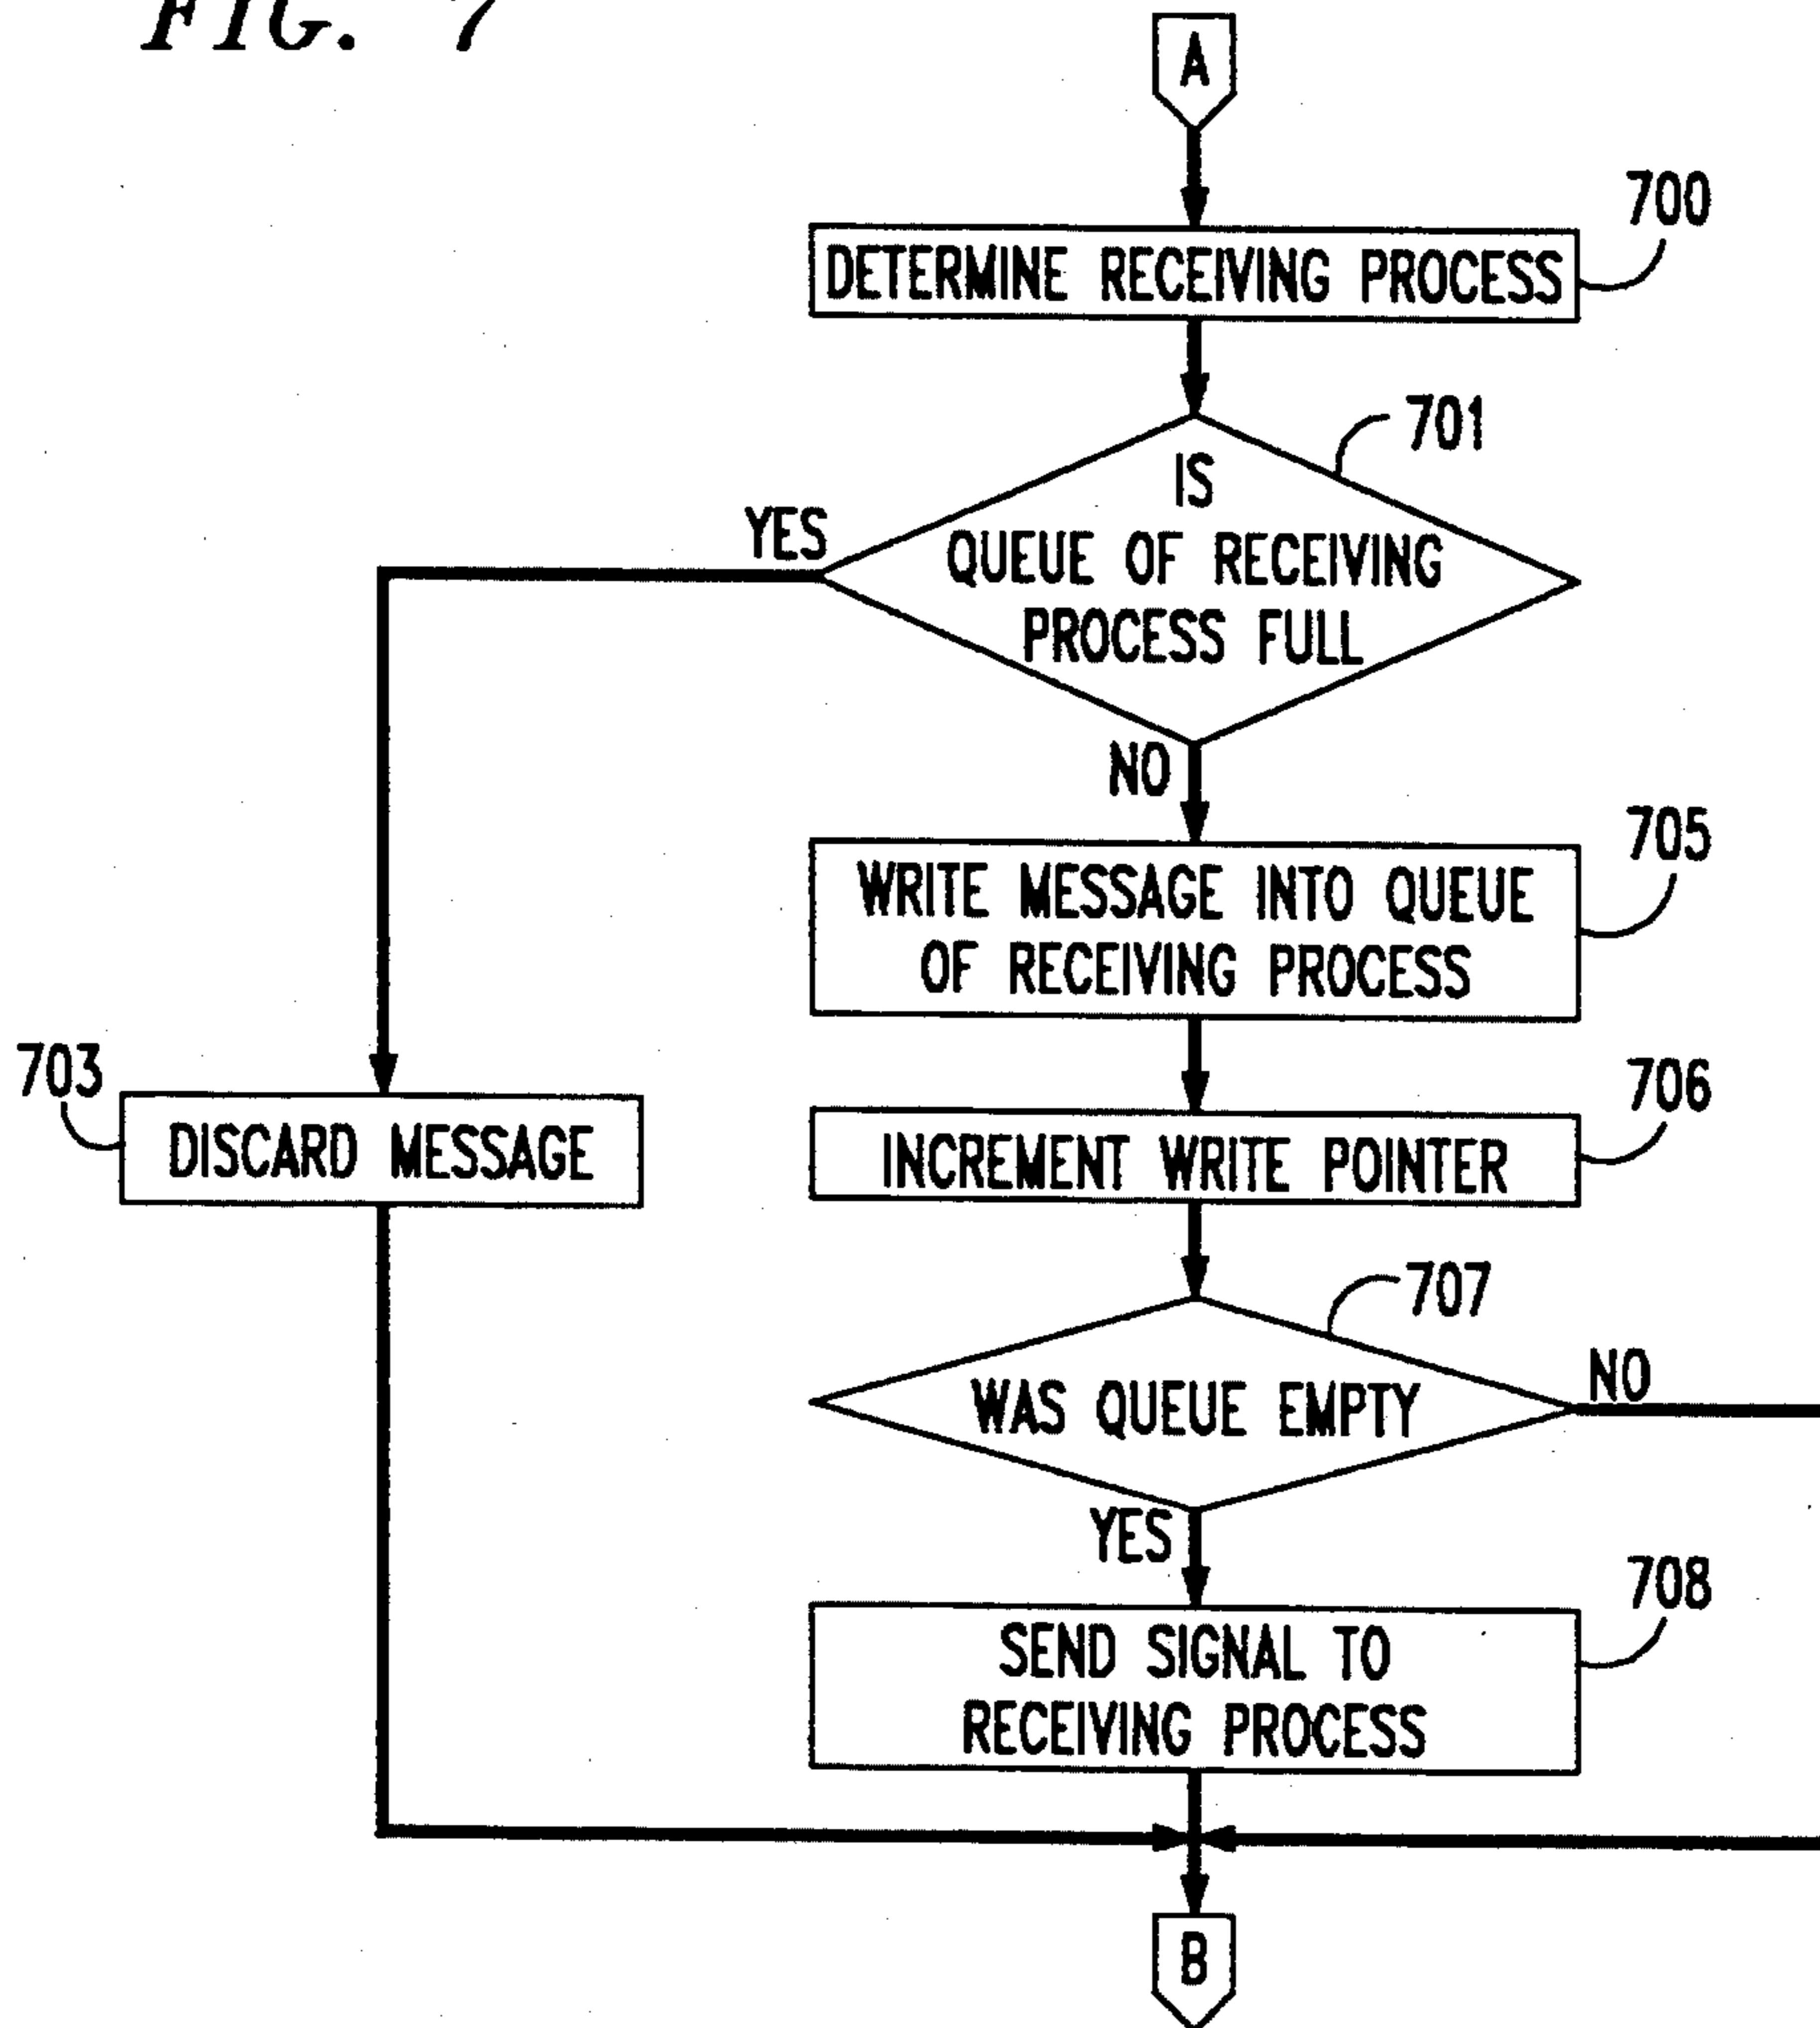 FIG. 7
A
700
DETERMINE RECEIVING PROCESS
701
IS
QUEUE OF RECEIVING
PROCESS FULL
YES
NO
705
WRITE MESSAGE INTO QUEUE
OF RECEIVING PROCESS
703
DISCARD MESSAGE
706
INCREMENT WRITE POINTER
707
WAS QUEUE EMPTY
NO
YES
708
SEND SIGNAL TO
RECEIVING PROCESS
B